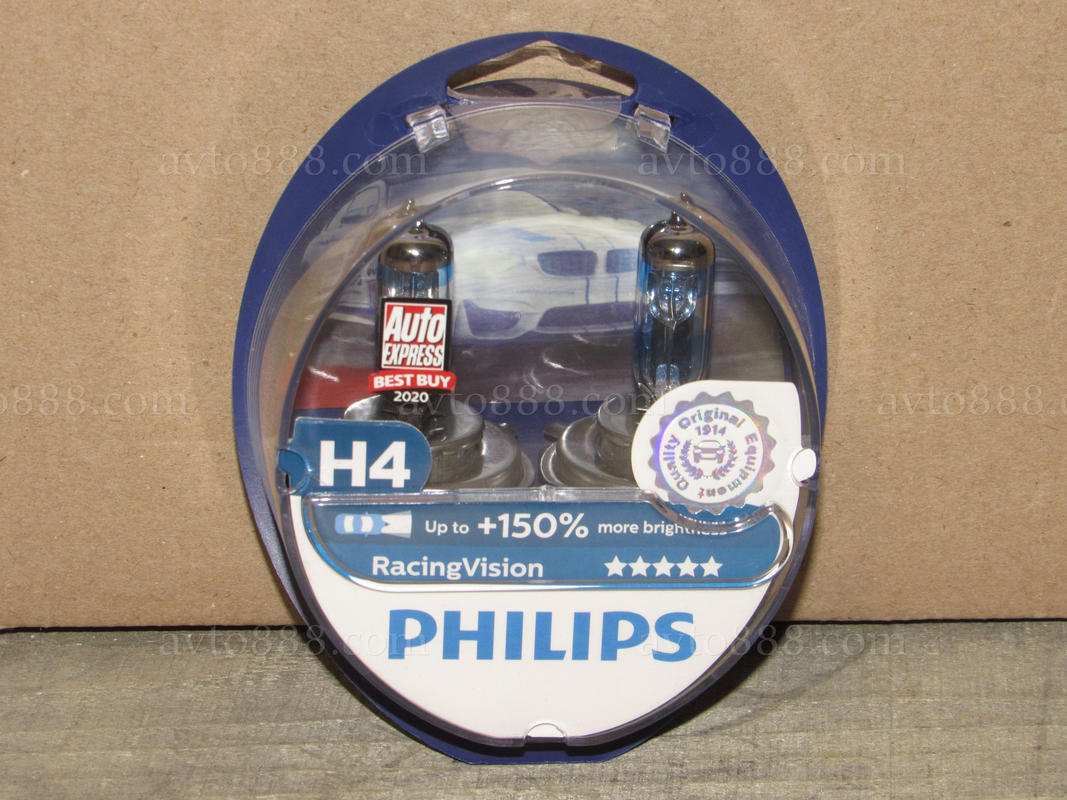 avto888.com avto888.com
Auto
EXPRESS
BEST BUY
2020
avto888.com avto888.com avto888.com
Quality Original Equipment
1914
H4
Up to +150% more brightness
RacingVision
PHILIPS
avto888.com avto888.com